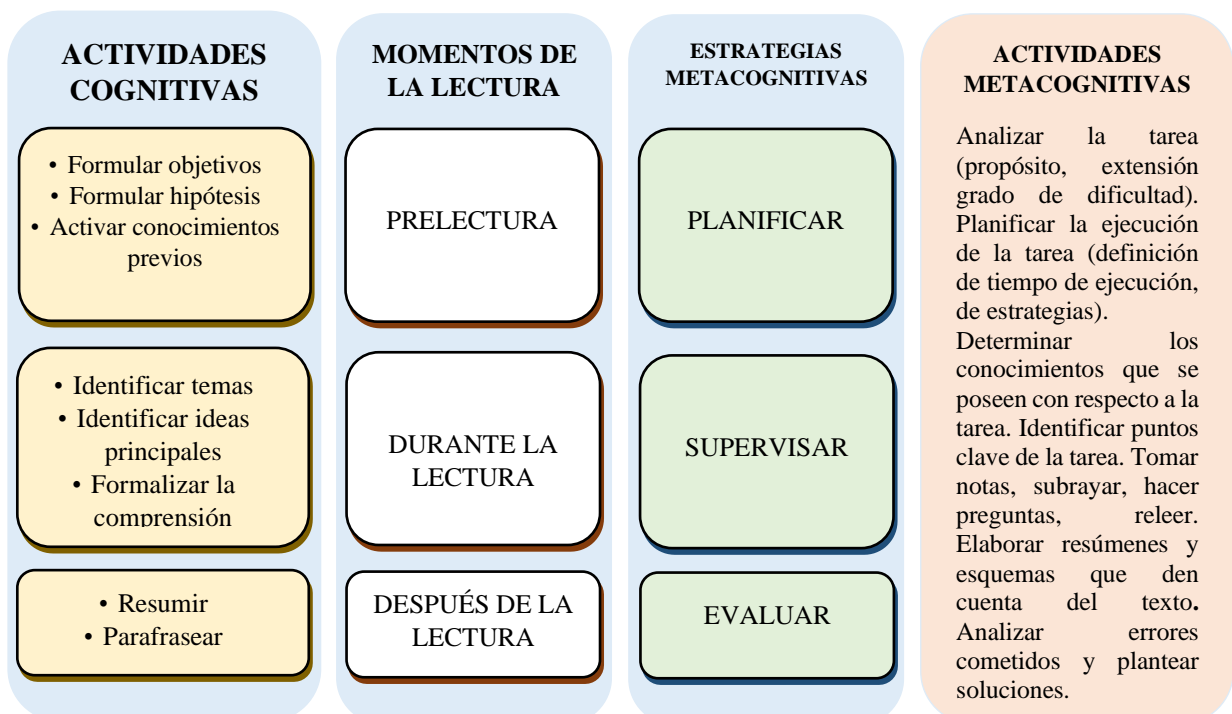 ACTIVIDADES
COGNITIVAS
• Formular objetivos
• Formular hipótesis
• Activar conocimientos
previos
• Identificar temas
• Identificar ideas
principales
• Formalizar la
comprensión
• Resumir
• Parafrasear
MOMENTOS DE
LA LECTURA
PRELECTURA
DURANTE LA
LECTURA
DESPUÉS DE LA
LECTURA
ESTRATEGIAS
METACOGNITIVAS
PLANIFICAR
SUPERVISAR
EVALUAR
ACTIVIDADES
METACOGNITIVAS
Analizar la tarea
(propósito, extensión
grado de dificultad).
Planificar la ejecución
de la tarea (definición
de tiempo de ejecución,
de estrategias).
Determinar los
conocimientos que se
poseen con respecto a la
tarea. Identificar puntos
clave de la tarea. Tomar
notas, subrayar, hacer
preguntas, releer.
Elaborar resúmenes y
esquemas que den
cuenta del texto.
Analizar errores
cometidos y plantear
soluciones.